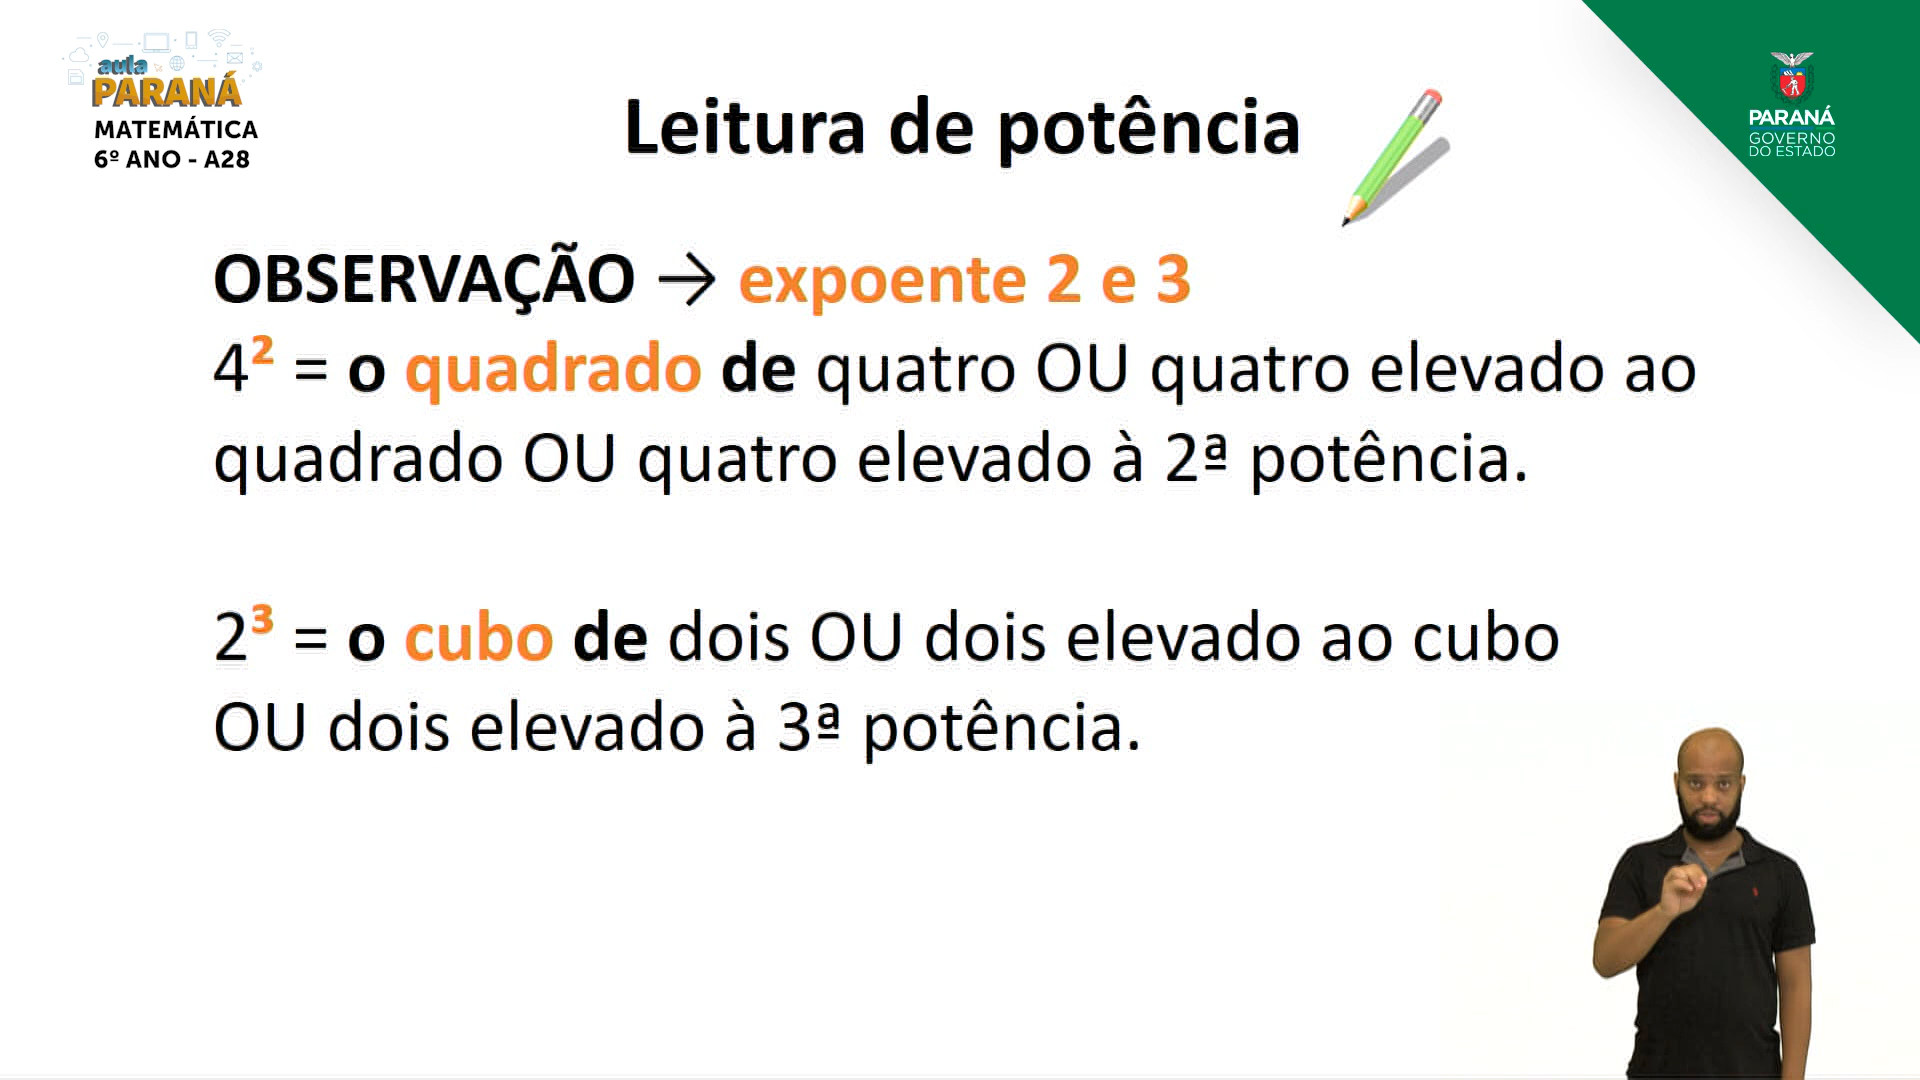 aula
PARANÁ
MATEMÁTICA
6º ANO - A28
Leitura de potência
PARANÁ
GOVERNO
DO ESTADO
OBSERVAÇÃO → expoente 2 e 3
4² = o quadrado de quatro OU quatro elevado ao
quadrado OU quatro elevado à 2ª potência.
2³ = o cubo de dois OU dois elevado ao cubo
OU dois elevado à 3ª potência.